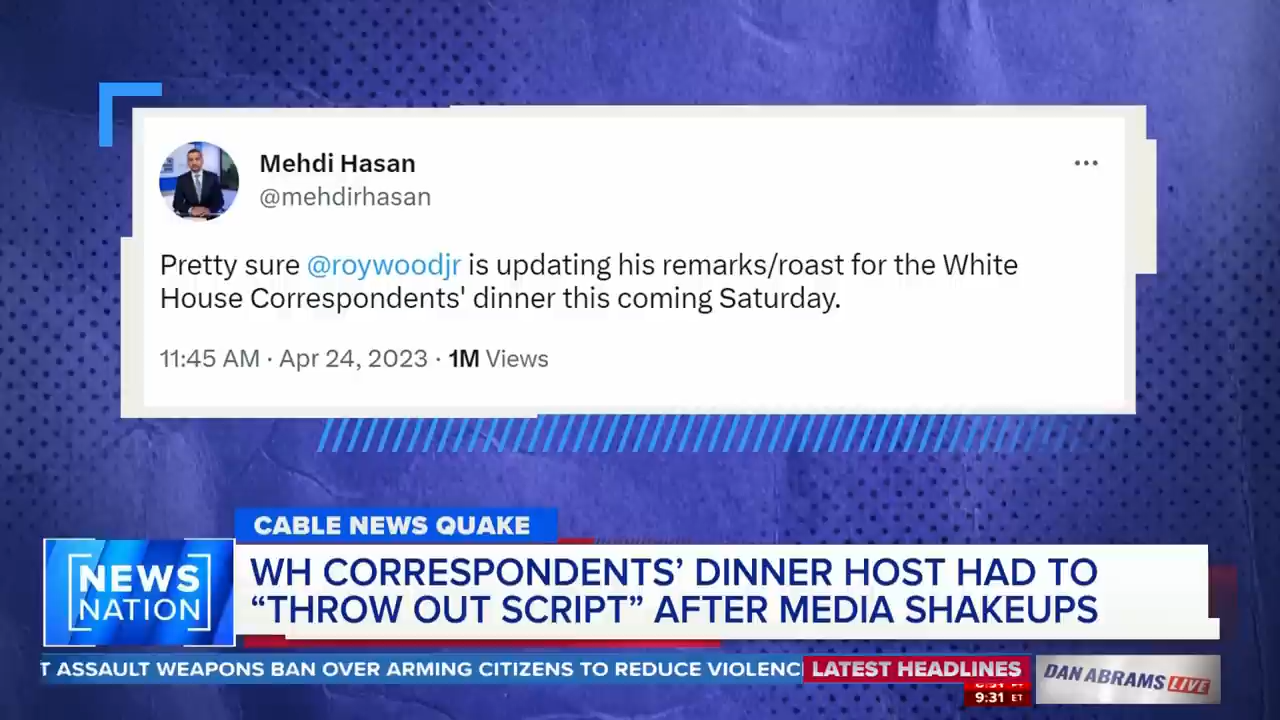 Mehdi Hasan
@mehdirhasan
Pretty sure @roywoodjr is updating his remarks/roast for the White
House Correspondents' dinner this coming Saturday.
11:45 AM · Apr 24, 2023 · 1M Views
CABLE NEWS QUAKE
NEWS
NATION
WH CORRESPONDENTS’ DINNER HOST HAD TO
“THROW OUT SCRIPT” AFTER MEDIA SHAKEUPS
T ASSAULT WEAPONS BAN OVER ARMING CITIZENS TO REDUCE VIOLENC
LATEST HEADLINES
DAN ABRAMS LIVE
9:31 ET